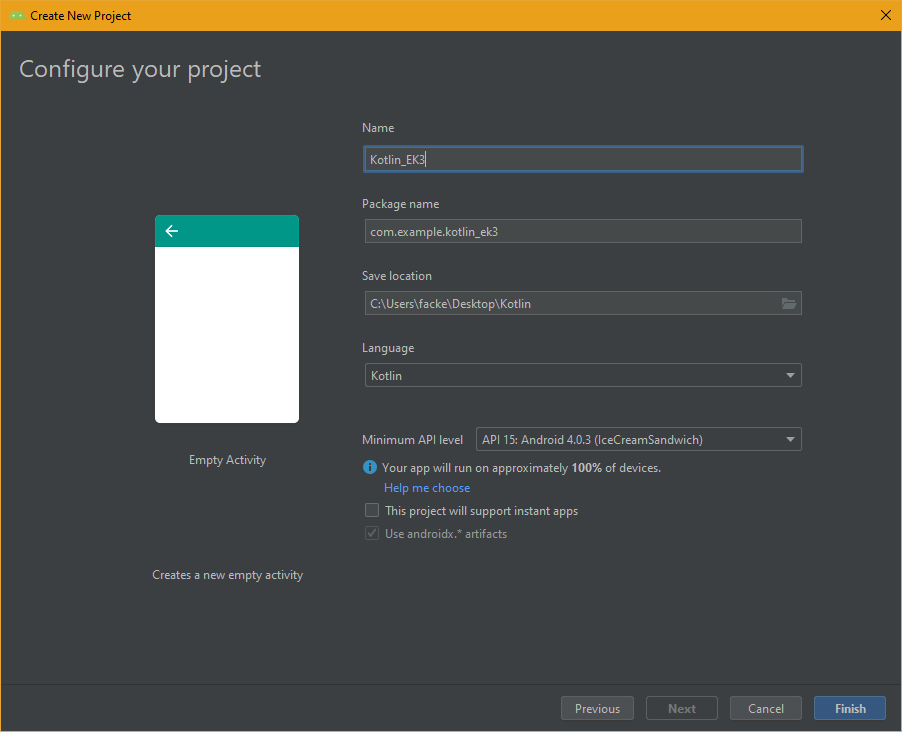 Create New Project
Configure your project
Name
Kotlin_EK3
Package name
com.example.kotlin_ek3
Save location
C:\Users\facke\Desktop\Kotlin
Language
Kotlin
Minimum API level
API 15: Android 4.0.3 (IceCreamSandwich)
Empty Activity
Your app will run on approximately 100% of devices.
Help me choose
This project will support instant apps
Use androidx.* artifacts
Creates a new empty activity
Previous
Next
Cancel
Finish